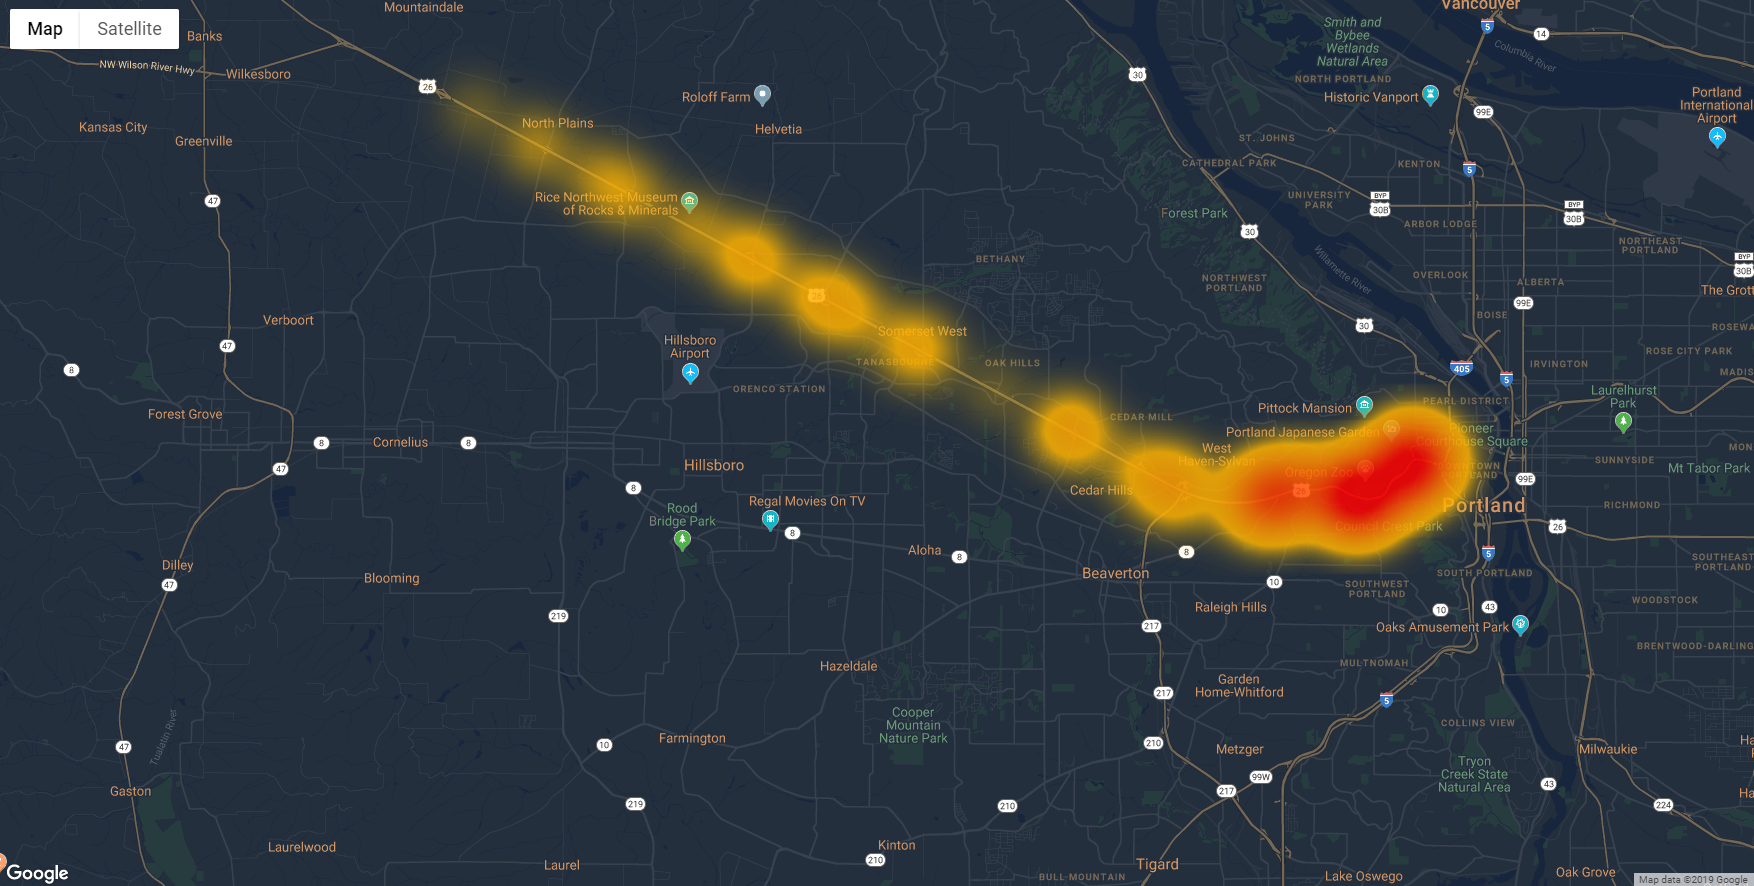 Mountaindale
Vancouver
Map
Satellite
Banks
NW Wilson River Hwy
Wilkesboro
26
Roloff Farm
North Plains
Helvetia
Kansas City
Greenville
47
Rice Northwest Museum
of Rocks & Minerals
Smith and
Bybee
Wetlands
Natural Area
5
14
Columbia River
30
NORTH PORTLAND
Historic Vanport
99E
Portland
International
Airport
ST. JOHNS
CATHEDRAL PARK
KENTON
5
UNIVERSITY
PARK
BYP
30B
BYP
30B
Forest Park
ARBOR LODGE
30
NORTHEAST
PORTLAND
BYP
30B
BETHANY
Willamette River
NORTHWEST
PORTLAND
OVERLOOK
ALBERTA
The Grott
99E
BOISE
26
Verboort
47
Hillsboro
Airport
Somerset West
TANASBOURNE
OAK HILLS
ORENCO STATION
8
30
ROSEWA
ROSE CITY PARK
IRVINGTON
405
5
MADIS
Laurelhurst
Park
PEARL DISTRICT
Pittock Mansion
Forest Grove
CEDAR MILL
Portland Japanese Garden
Pioneer
Courthouse Square
8
Cornelius
8
West
Haven-Sylvan
MON
SUNNYSIDE
Mt Tabor Park
Hillsboro
47
Oregon Zoo
DOWNTOWN
PORTLAND
99E
8
Cedar Hills
26
Portland
RICHMOND
Regal Movies On TV
Rood
Bridge Park
8
Council Crest Park
26
Aloha
8
8
5
SOUTHEAST
PORTLAND
Dilley
47
Blooming
Beaverton
10
SOUTHWEST
PORTLAND
SOUTH PORTLAND
WOODSTOCK
219
Raleigh Hills
10
43
217
Oaks Amusement Park
BRENTWOOD-DARLING
Hazeldale
MULTNOMAH
Garden
Home-Whitford
217
5
Cooper
Mountain
Nature Park
COLLINS VIEW
Tualatin River
47
10
Farmington
210
Metzger
Milwaukie
Ha
Tryon
Creek State
Natural Area
99W
217
43
Gaston
219
210
224
Ha
Laurelwood
Laurel
Kinton
210
Tigard
BULL MOUNTAIN
Lake Oswego
Oak Grove
Google
Map data ©2019 Google